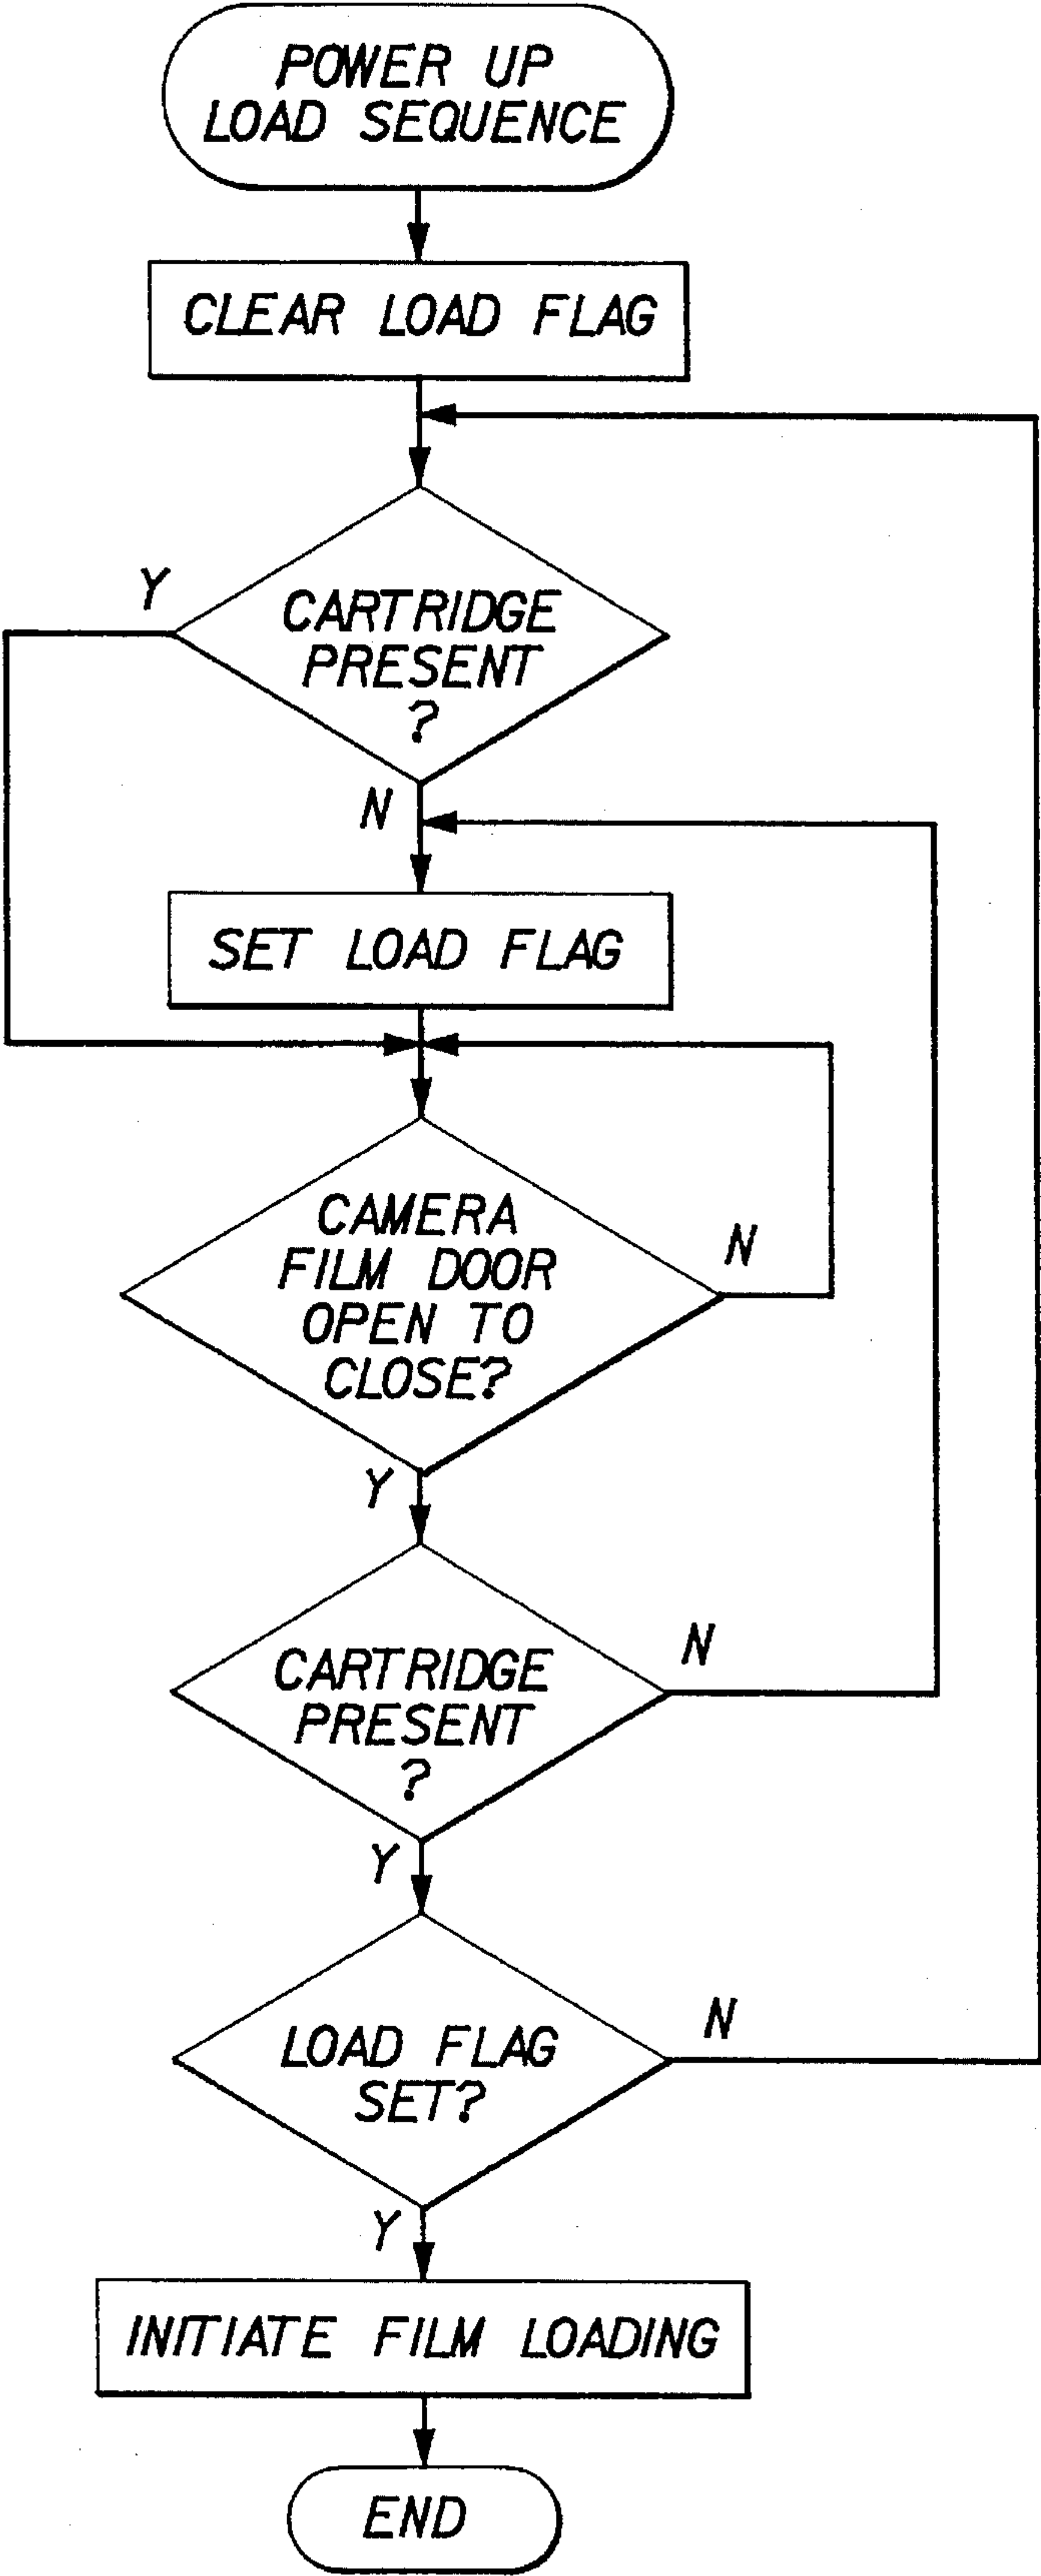 POWER UP
LOAD SEQUENCE
CLEAR LOAD FLAG
Y
CARTRIDGE
PRESENT
?
N
SET LOAD FLAG
CAMERA
FILM DOOR
OPEN TO
CLOSE?
N
Y
CARTRIDGE
PRESENT
?
N
Y
LOAD FLAG
SET?
N
Y
INITIATE FILM LOADING
END